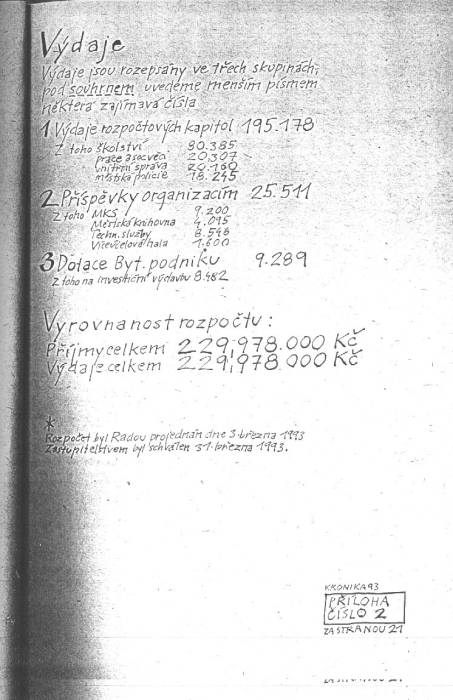 Výdaje
Výdaje jsou rozepsány ve třech skupinách,
pod souhrnem uvedeme menším písmem
některá zajímavá čísla
1 Výdaje rozpočtových kapitol 195.178
Z toho školství 80.385
práce a soc věci 20.307
vnitřní správa 20.160
městská policie 18.245
2 Příspěvky organizacím 25.511
Z toho MKS 9.200
Městská knihovna 4.015
Techn. služby 8.546
Víceúčelová hala 1.600
3 Dotace Byt. podniku 9.289
Z toho na investiční výstavbu 8.482
Vyrovnanost rozpočtu:
Příjmy celkem 229,978.000 Kč
Výdaje celkem 229,978.000 Kč
*
Rozpočet byl Radou projednán dne 3. března 1993
Zastupitelstvem byl schválen 31. března 1993.
KRONIKA 93
PŘÍLOHA
ČÍSLO 2
ZA STRANOU 21